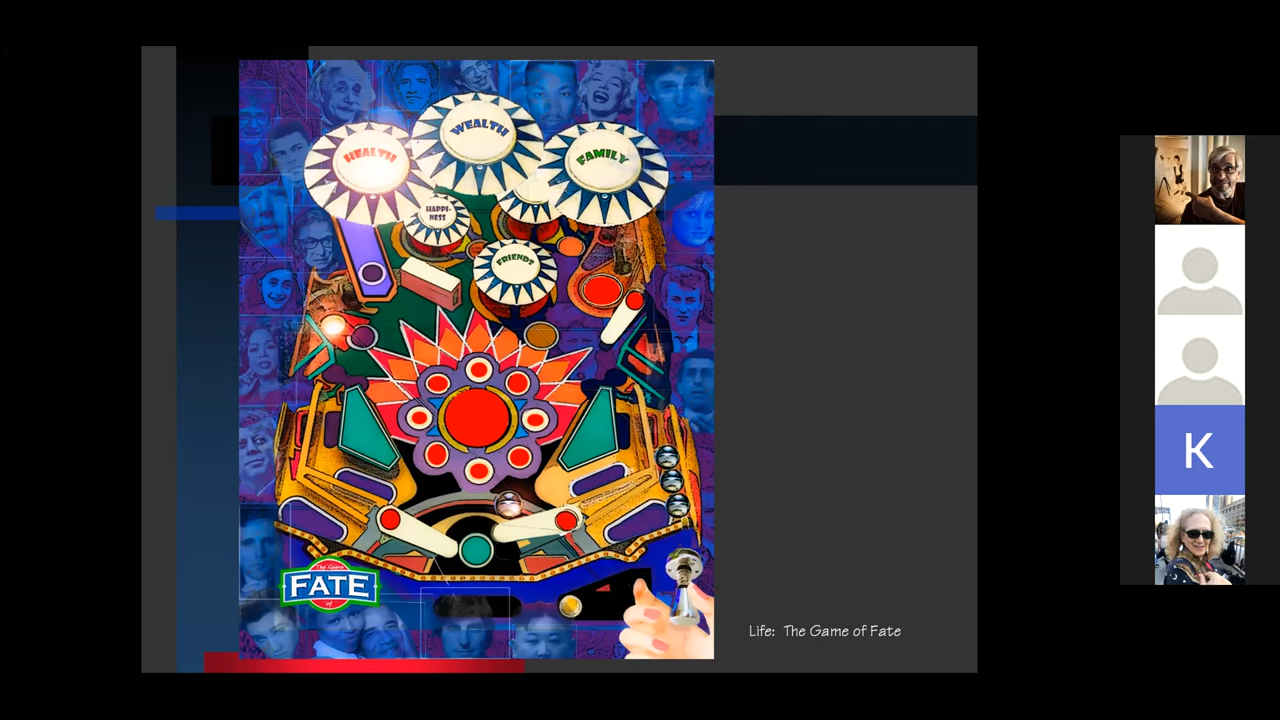 WEALTH
HEALTH
FAMILY
HAPPI-
NESS
FRIENDS
The Game
FATE
of
Life: The Game of Fate
K